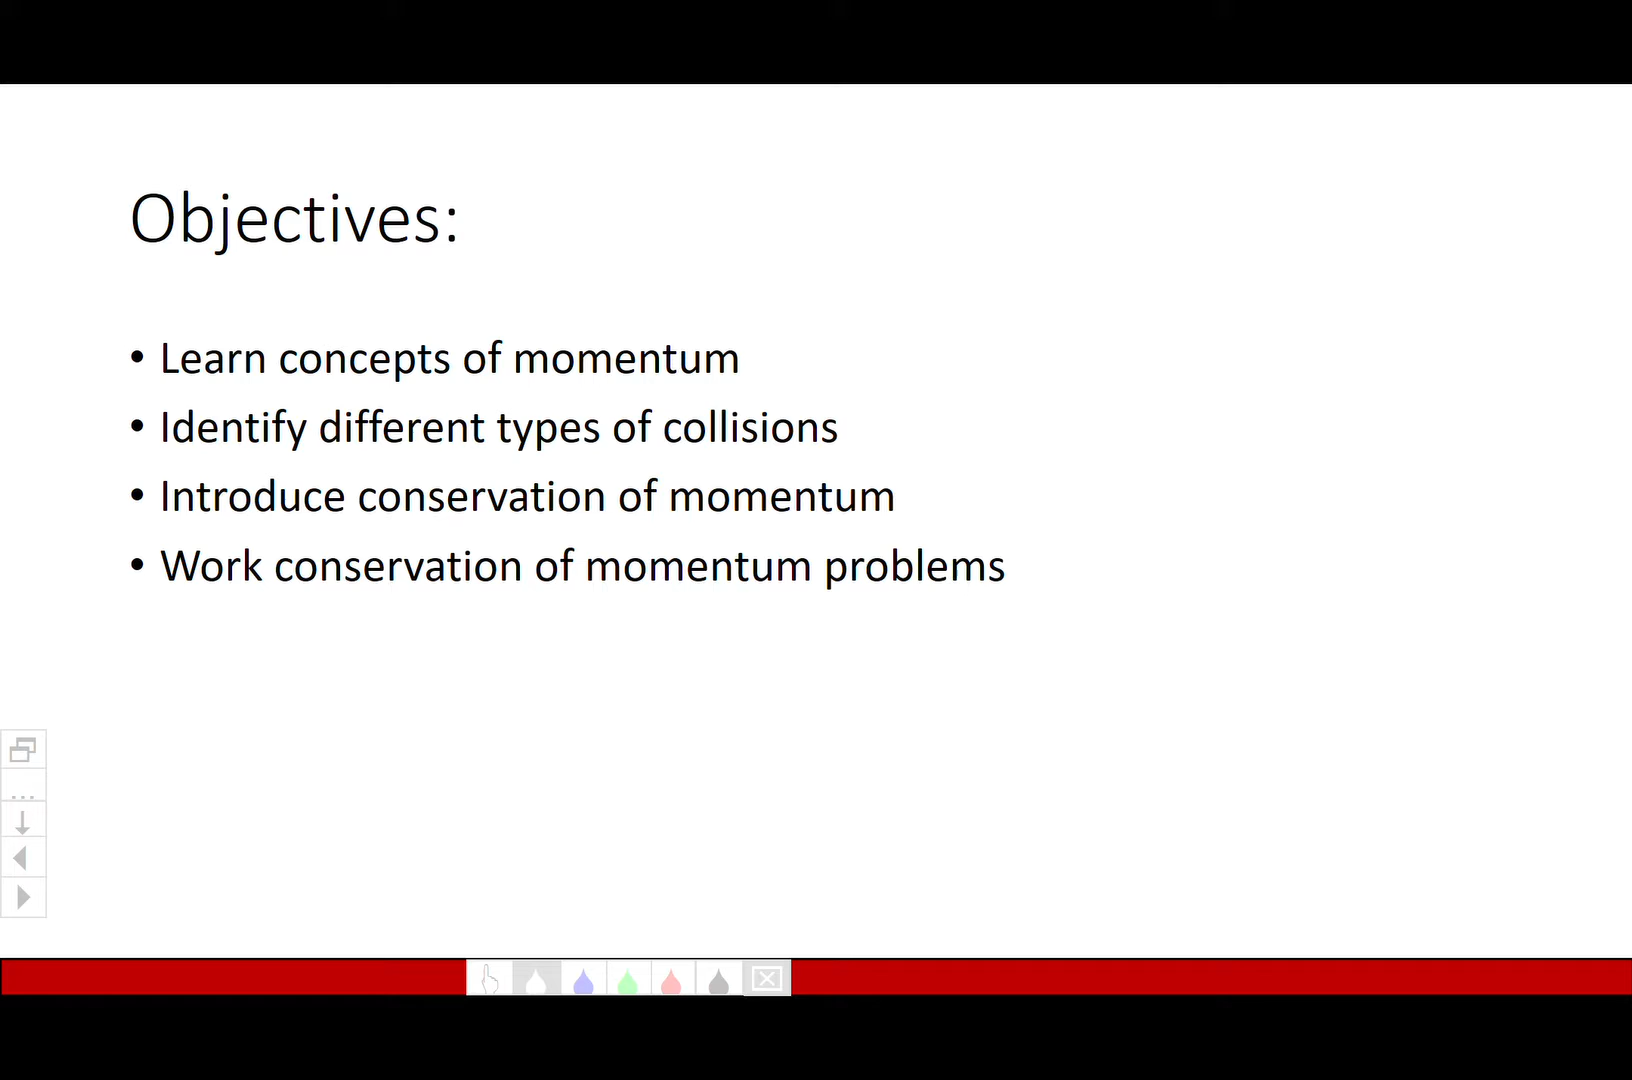 Objectives:
• Learn concepts of momentum
• Identify different types of collisions
• Introduce conservation of momentum
• Work conservation of momentum problems